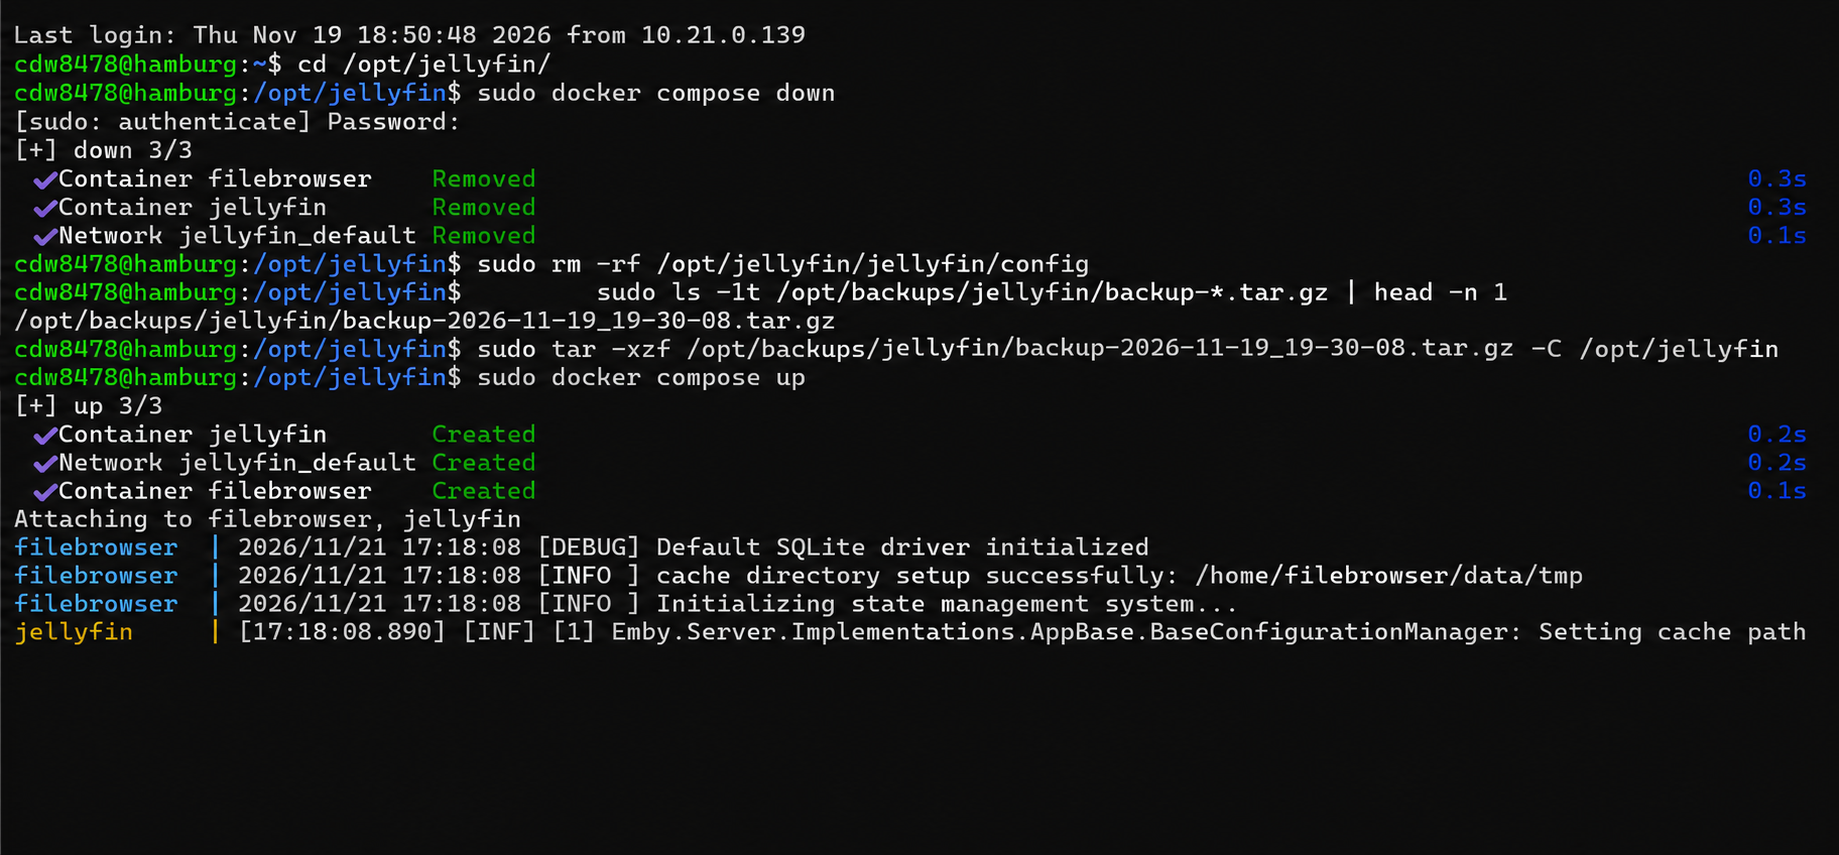 Last login: Thu Nov 19 18:50:48 2026 from 10.21.0.139
cdw8478@hamburg:~$ cd /opt/jellyfin/
cdw8478@hamburg:/opt/jellyfin$ sudo docker compose down
[sudo: authenticate] Password:
[+] down 3/3
 ✔Container filebrowser    Removed 0.3s
 ✔Container jellyfin       Removed 0.3s
 ✔Network jellyfin_default Removed 0.1s
cdw8478@hamburg:/opt/jellyfin$ sudo rm -rf /opt/jellyfin/jellyfin/config
cdw8478@hamburg:/opt/jellyfin$         sudo ls -1t /opt/backups/jellyfin/backup-*.tar.gz | head -n 1
/opt/backups/jellyfin/backup-2026-11-19_19-30-08.tar.gz
cdw8478@hamburg:/opt/jellyfin$ sudo tar -xzf /opt/backups/jellyfin/backup-2026-11-19_19-30-08.tar.gz -C /opt/jellyfin
cdw8478@hamburg:/opt/jellyfin$ sudo docker compose up
[+] up 3/3
 ✔Container jellyfin       Created 0.2s
 ✔Network jellyfin_default Created 0.2s
 ✔Container filebrowser    Created 0.1s
Attaching to filebrowser, jellyfin
filebrowser  | 2026/11/21 17:18:08 [DEBUG] Default SQLite driver initialized
filebrowser  | 2026/11/21 17:18:08 [INFO ] cache directory setup successfully: /home/filebrowser/data/tmp
filebrowser  | 2026/11/21 17:18:08 [INFO ] Initializing state management system...
jellyfin     | [17:18:08.890] [INF] [1] Emby.Server.Implementations.AppBase.BaseConfigurationManager: Setting cache path